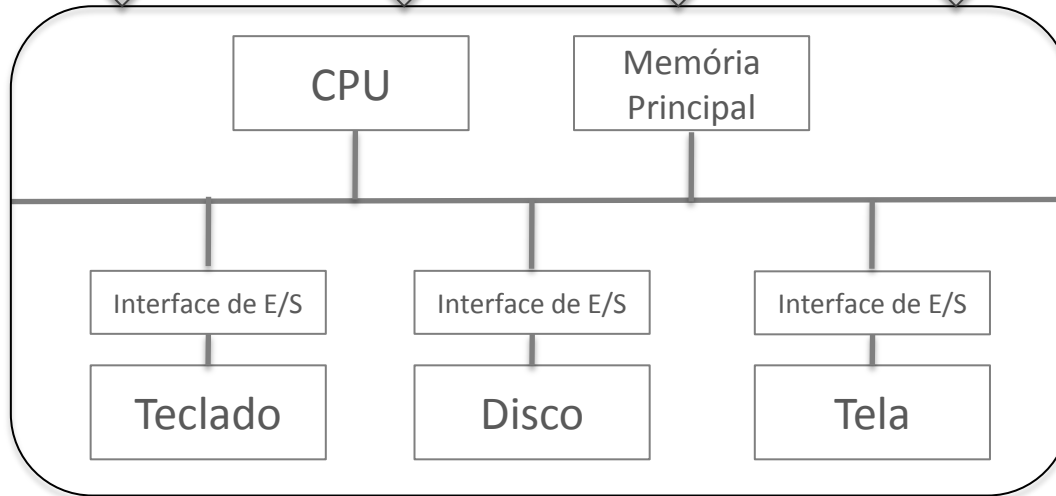 CPU
Memória
Principal
Interface de E/S
Interface de E/S
Interface de E/S
Teclado
Disco
Tela